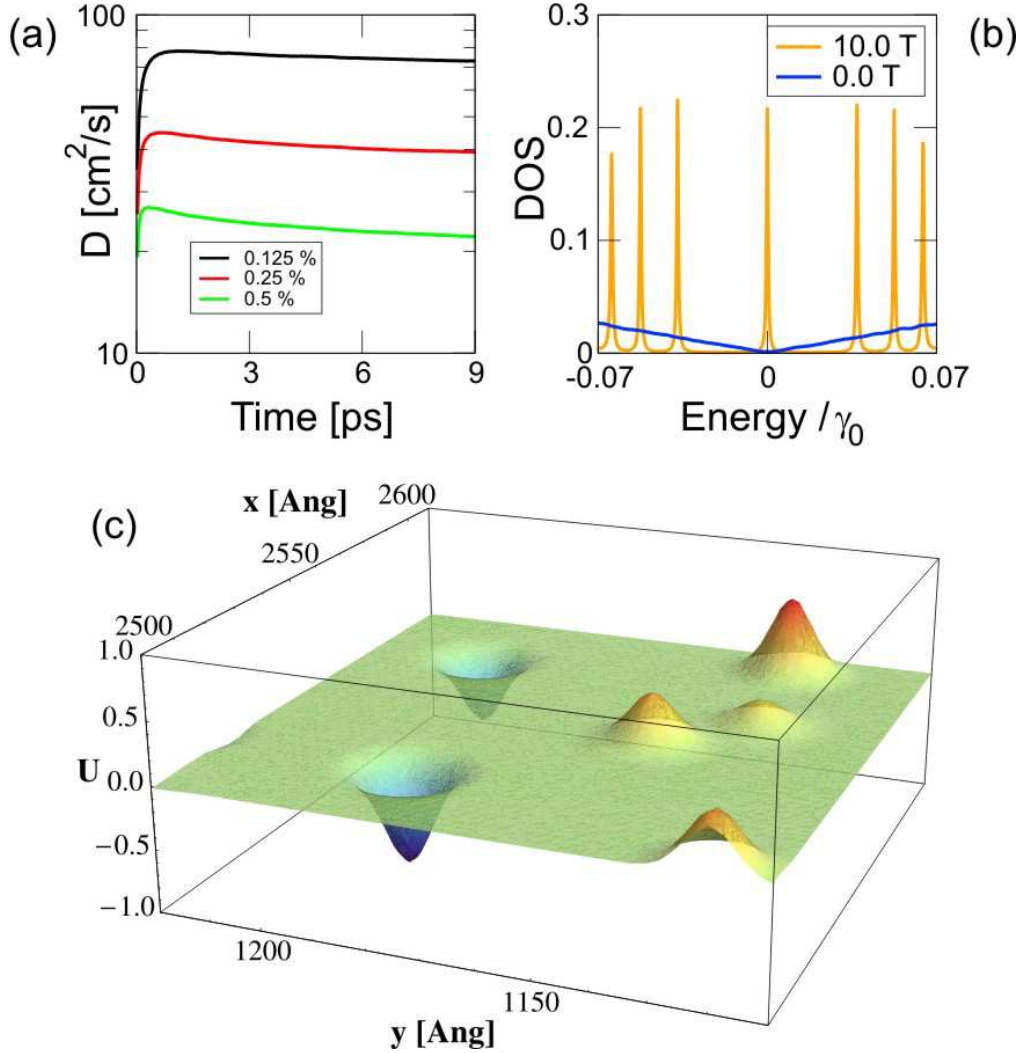 (a)
100
D [cm²/s]
10
0.125 %
0.25 %
0.5 %
0 3 6 9
Time [ps]
(b)
0.3
0.2
0.1
0
DOS
10.0 T
0.0 T
-0.07 0 0.07
Energy / γ₀
(c)
x [Ang]
2600
2550
2500
1.0
0.5
U 0.0
−0.5
−1.0
1200
1150
y [Ang]